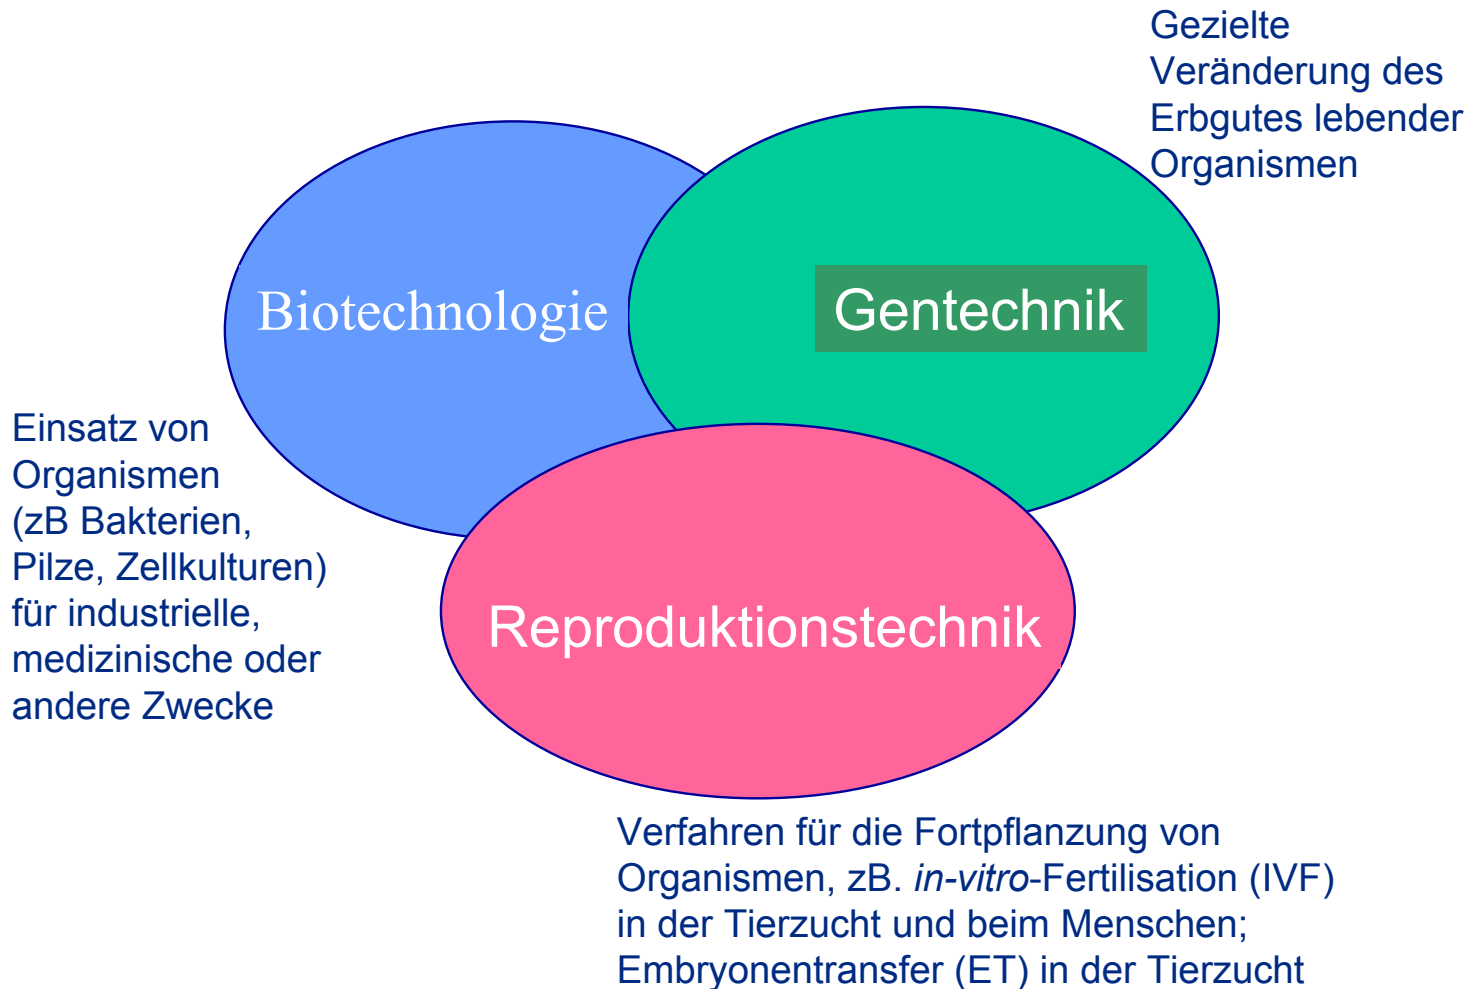 Gezielte
Veränderung des
Erbgutes lebender
Organismen
Biotechnologie
Gentechnik
Einsatz von
Organismen
(zB Bakterien,
Pilze, Zellkulturen)
für industrielle,
medizinische oder
andere Zwecke
Reproduktionstechnik
Verfahren für die Fortpflanzung von
Organismen, zB. in-vitro-Fertilisation (IVF)
in der Tierzucht und beim Menschen;
Embryonentransfer (ET) in der Tierzucht